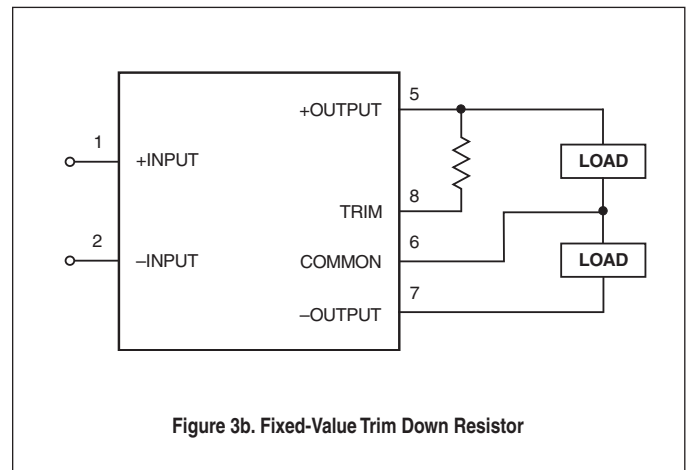 5
+OUTPUT
1
+INPUT
LOAD
8
TRIM
2
–INPUT
6
COMMON
LOAD
7
–OUTPUT
Figure 3b. Fixed-Value Trim Down Resistor